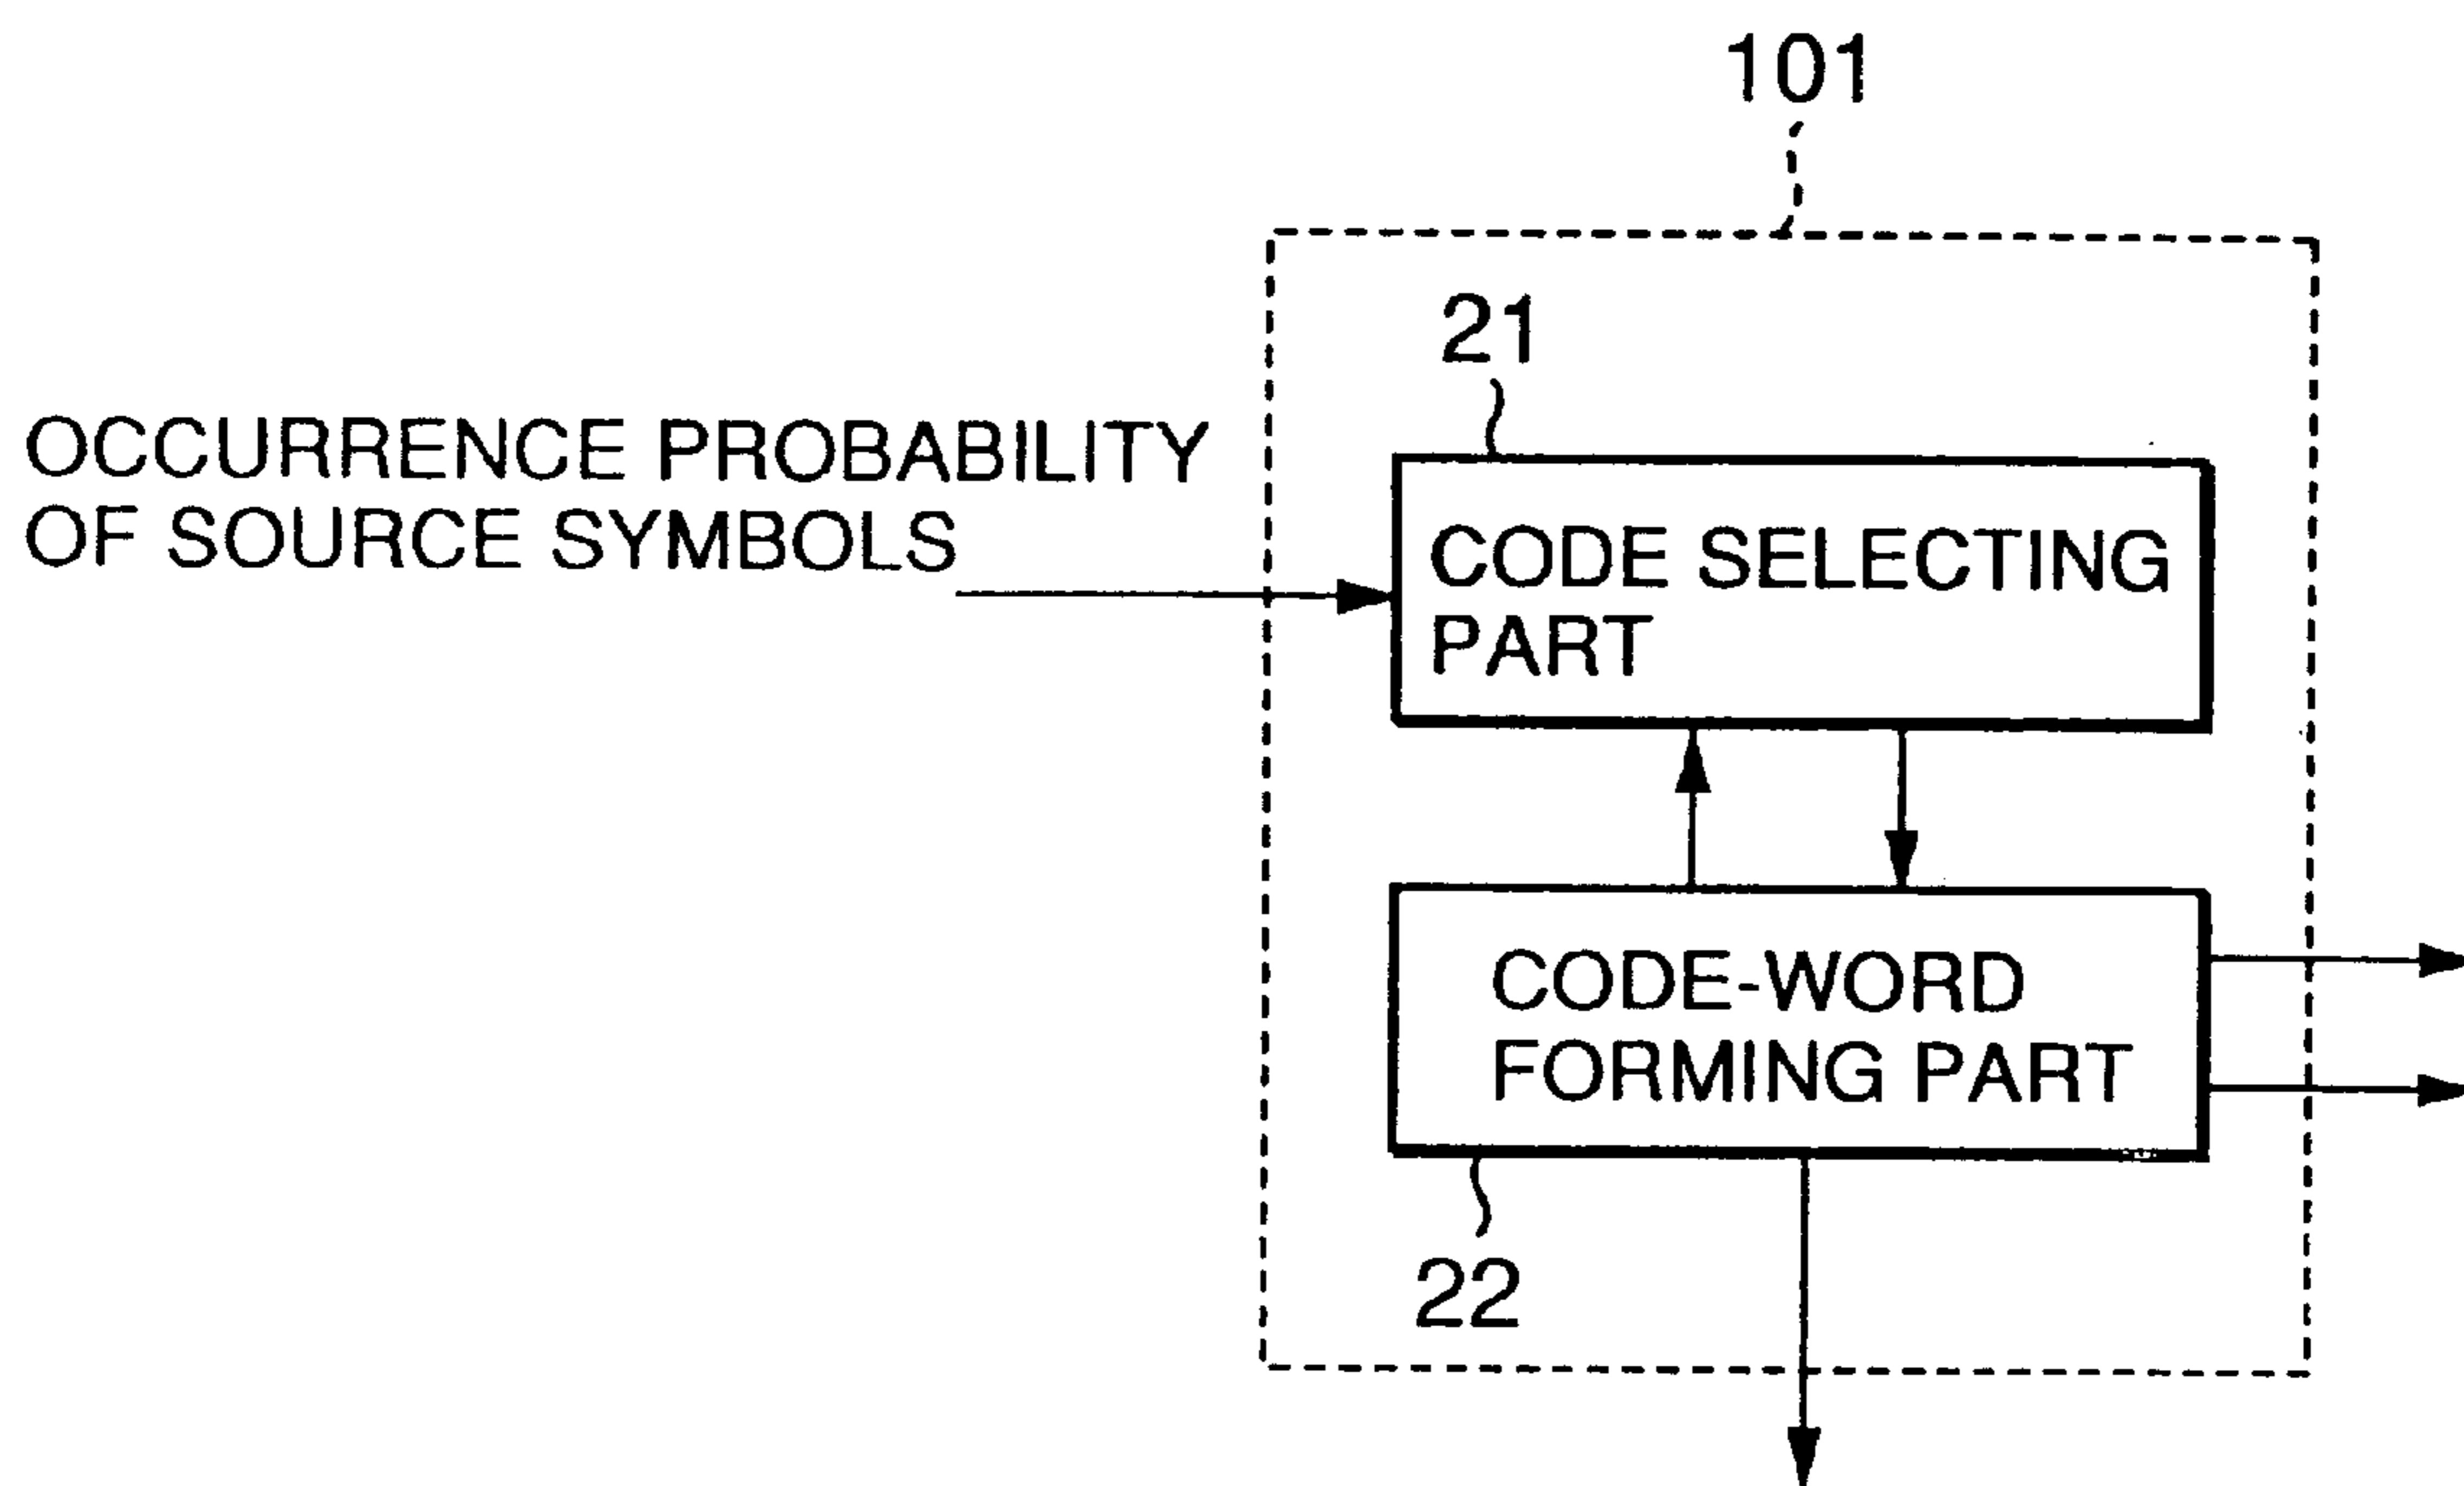 101
21
OCCURRENCE PROBABILITY
OF SOURCE SYMBOLS
CODE SELECTING
PART
CODE-WORD
FORMING PART
22